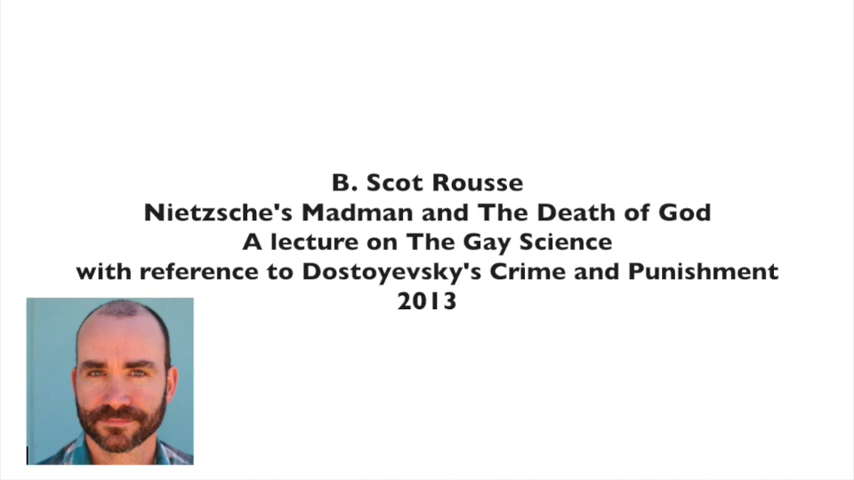 B. Scot Rousse
Nietzsche's Madman and The Death of God
A lecture on The Gay Science
with reference to Dostoyevsky's Crime and Punishment
2013